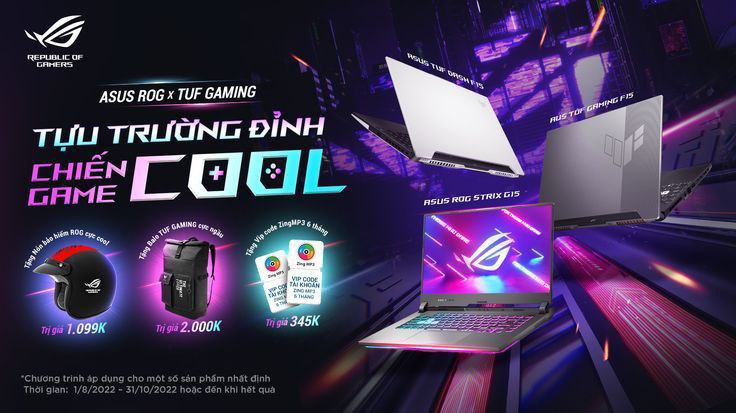 REPUBLIC OF
GAMERS
ASUS ROG x TUF GAMING
TỰU TRƯỜNG ĐỈNH
CHIẾN
GAME
COOL
Tặng Nón bảo hiểm ROG cực cool
Trị giá 1.099K
Tặng Balo TUF GAMING cực ngầu
Trị giá 2.000K
Tặng Vip code ZingMP3 6 tháng
Zing MP3
VIP CODE
TÀI KHOẢN
ZING MP3
6 THÁNG
Trị giá 345K
ASUS TUF DASH F15
AUS TUF GAMING F15
ASUS ROG STRIX G15
*Chương trình áp dụng cho một số sản phẩm nhất định
Thời gian: 1/8/2022 – 31/10/2022 hoặc đến khi hết quà